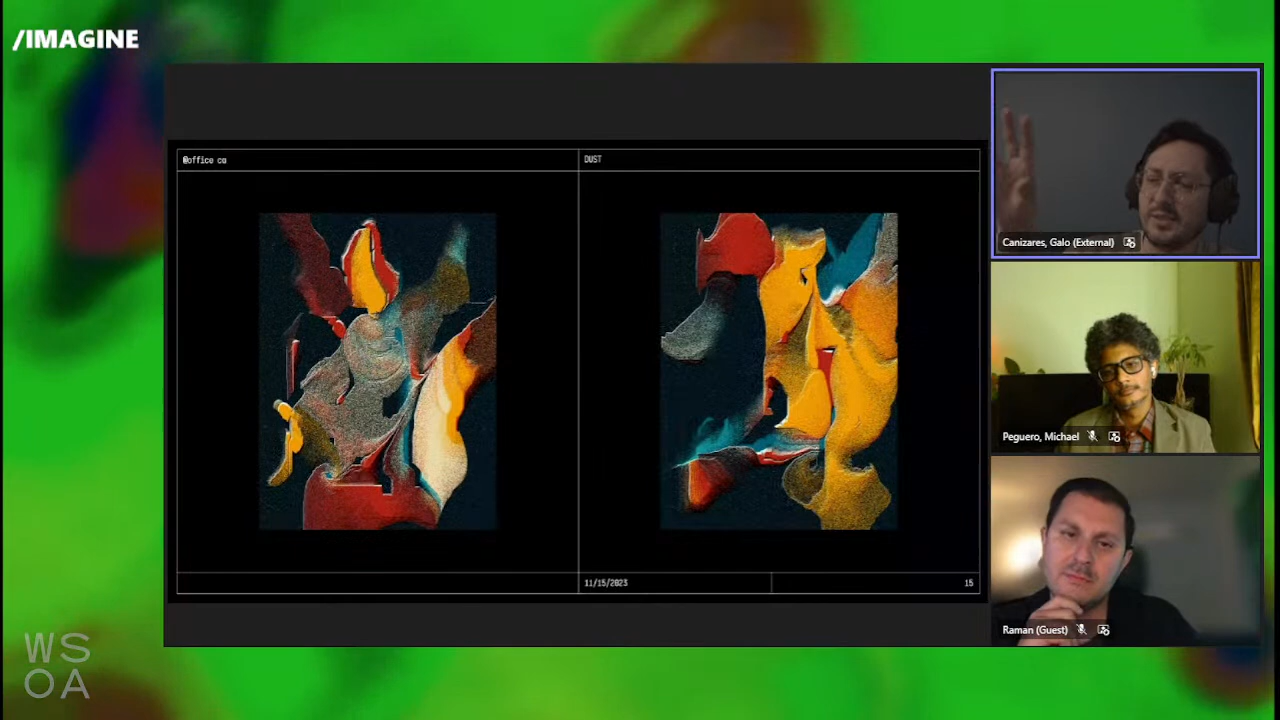 /IMAGINE
@office ca
DUST
11/15/2023
15
Canizares, Galo (External)
Peguero, Michael
Raman (Guest)
WS
OA